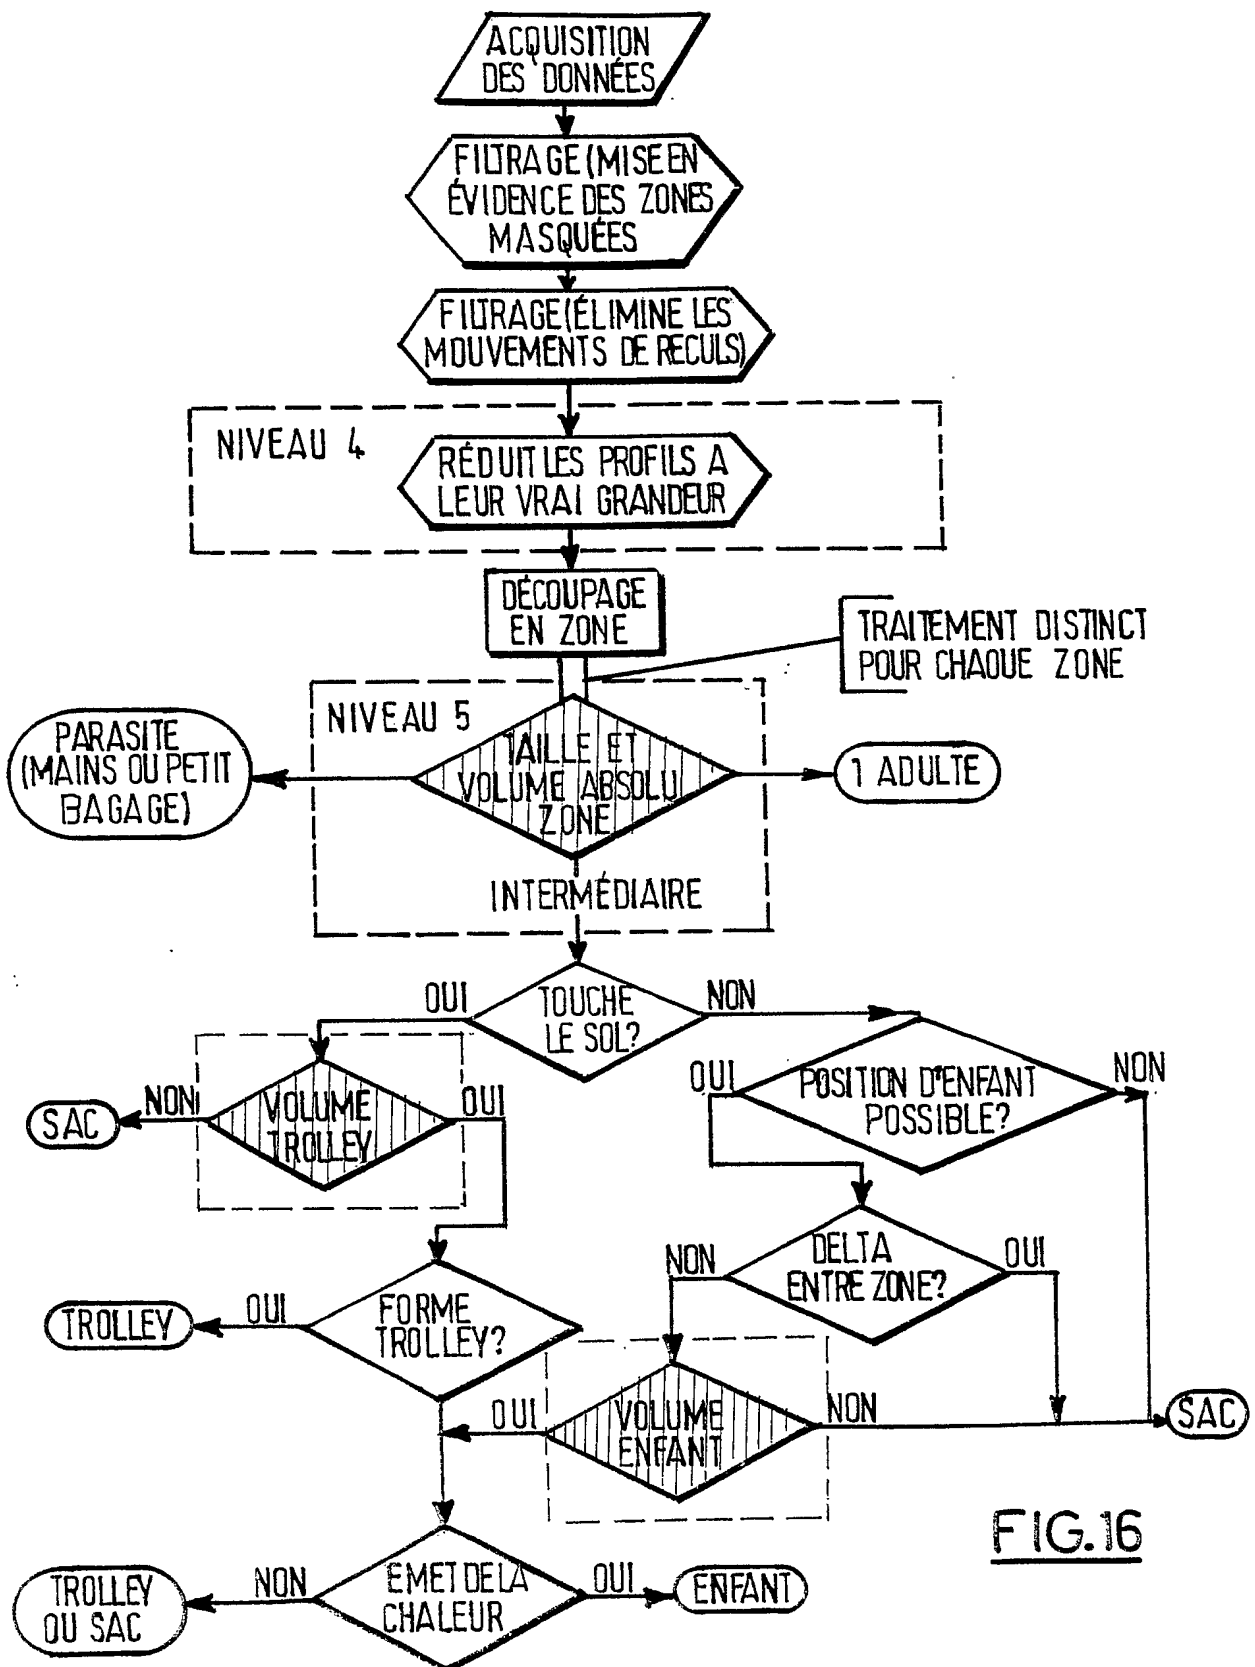 ACQUISITION
DES DONNÉES
FILTRAGE (MISE EN
ÉVIDENCE DES ZONES
MASQUÉES
FILTRAGE (ÉLIMINE LES
MOUVEMENTS DE RECULS)
NIVEAU 4
RÉDUIT LES PROFILS A
LEUR VRAI GRANDEUR
DÉCOUPAGE
EN ZONE
TRAITEMENT DISTINCT
POUR CHAQUE ZONE
NIVEAU 5
PARASITE
(MAINS OU PETIT
BAGAGE)
TAILLE ET
VOLUME ABSOLU
ZONE
1 ADULTE
INTERMÉDIAIRE
OUI
TOUCHE
LE SOL?
NON
SAC
NON
VOLUME
TROLLEY
OUI
OUI
POSITION D'ENFANT
POSSIBLE?
NON
NON
DELTA
ENTRE ZONE?
OUI
TROLLEY
OUI
FORME
TROLLEY?
OUI
VOLUME
ENFANT
NON
SAC
TROLLEY
OU SAC
NON
EMET DE LA
CHALEUR
OUI
ENFANT
FIG.16